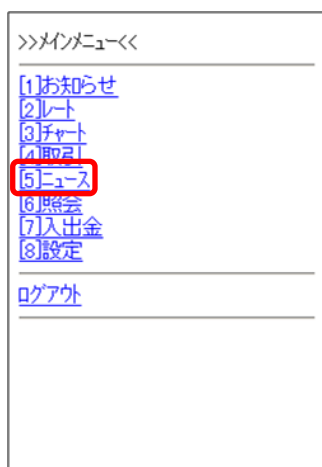 >>ﾒｲﾝﾒﾆｭｰ<<
[1]お知らせ
[2]ﾚｰﾄ
[3]ﾁｬｰﾄ
[4]取引
[5]ﾆｭｰｽ
[6]照会
[7]入出金
[8]設定
ﾛｸﾞｱｳﾄ